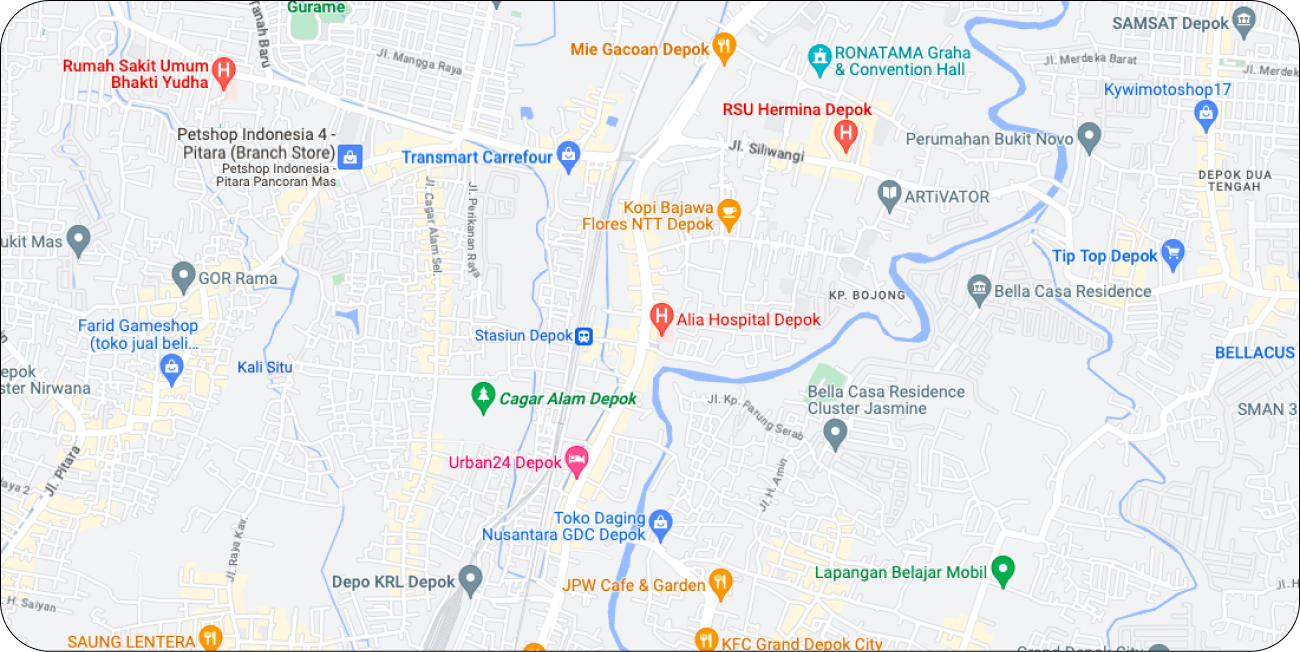 Gurame
Jl. Tanah Baru
SAMSAT Depok
Mie Gacoan Depok
RONATAMA Graha
& Convention Hall
Jl. Mangga Raya
Jl. Merdeka Barat
Jl. Merdek
Rumah Sakit Umum
Bhakti Yudha
Kywimotoshop17
RSU Hermina Depok
Petshop Indonesia 4 -
Pitara (Branch Store)
Petshop Indonesia -
Pitara Pancoran Mas
Transmart Carrefour
Jl. Siliwangi
Perumahan Bukit Novo
DEPOK DUA
TENGAH
Jl. Cagar Alam Sel.
Jl. Perikanan Raya
ARTiVATOR
Kopi Bajawa
Flores NTT Depok
ukit Mas
GOR Rama
Tip Top Depok
KP. BOJONG
Bella Casa Residence
Farid Gameshop
(toko jual beli...
Alia Hospital Depok
Stasiun Depok
BELLACUS
Kali Situ
epok
ster Nirwana
Cagar Alam Depok
Bella Casa Residence
Cluster Jasmine
Jl. Kp. Parung Serab
SMAN 3
Urban24 Depok
Jl. Pitara
aya 2
Jl. H. Amin
Toko Daging
Nusantara GDC Depok
Jl. Raya Kav.
Depo KRL Depok
JPW Cafe & Garden
Lapangan Belajar Mobil
Jl. H
H. Saiyan
SAUNG LENTERA
KFC Grand Depok City
Grand Depok City